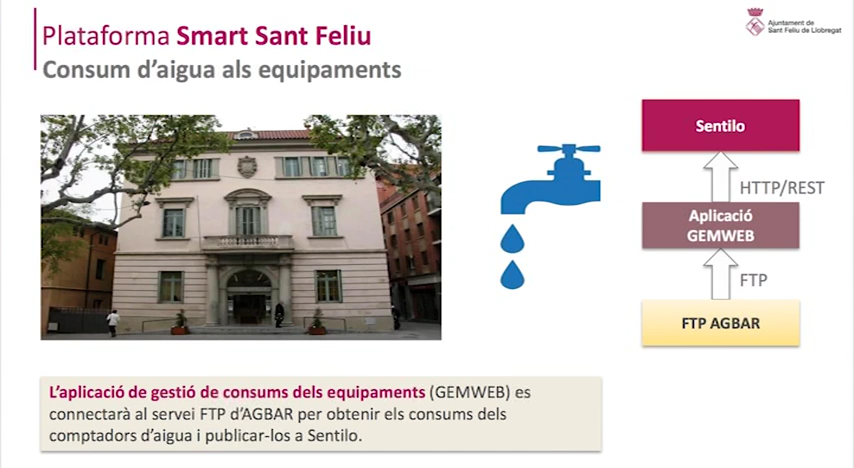 Plataforma Smart Sant Feliu
Consum d'aigua als equipaments
Ajuntament de
Sant Feliu de Llobregat
Sentilo
HTTP/REST
Aplicació
GEMWEB
FTP
FTP AGBAR
L'aplicació de gestió de consums dels equipaments (GEMWEB) es
connectarà al servei FTP d'AGBAR per obtenir els consums dels
comptadors d'aigua i publicar-los a Sentilo.